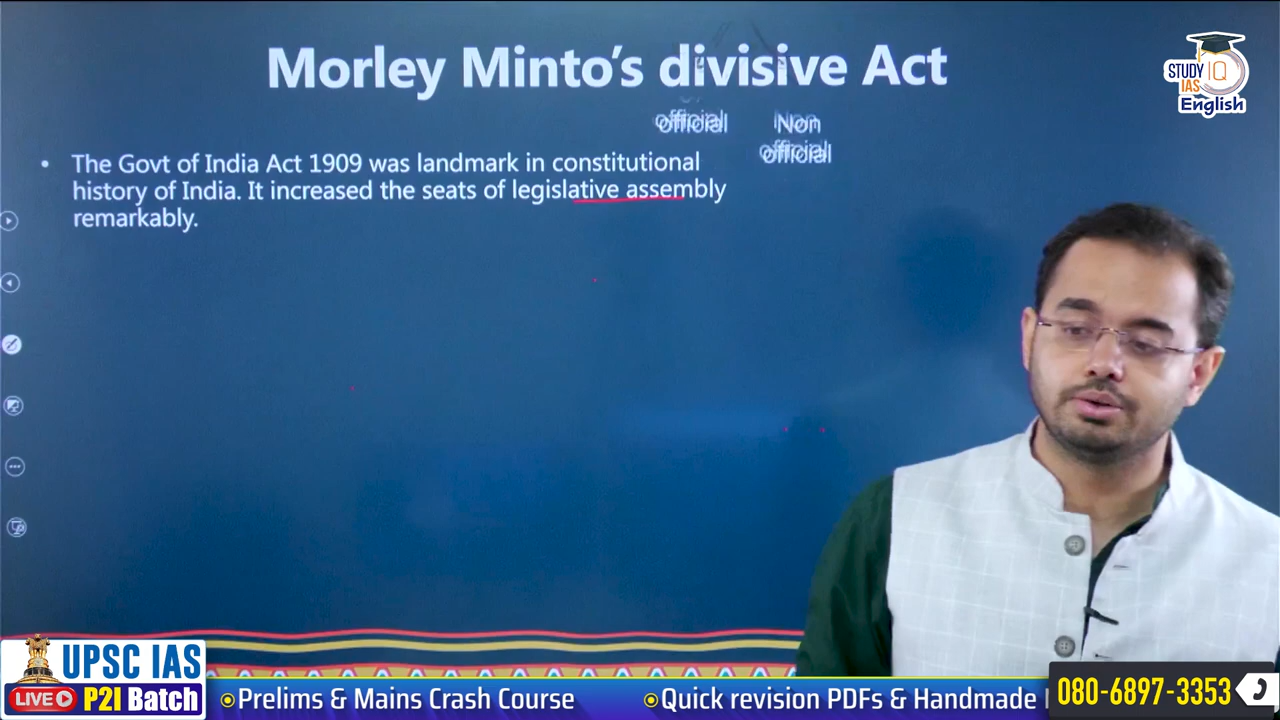 Morley Minto's divisive Act
STUDY IQ
IAS
English
official
Non
official
• The Govt of India Act 1909 was landmark in constitutional
history of India. It increased the seats of legislative assembly
remarkably.
UPSC IAS
LIVE P2I Batch
Prelims & Mains Crash Course
Quick revision PDFs & Handmade
080-6897-3353